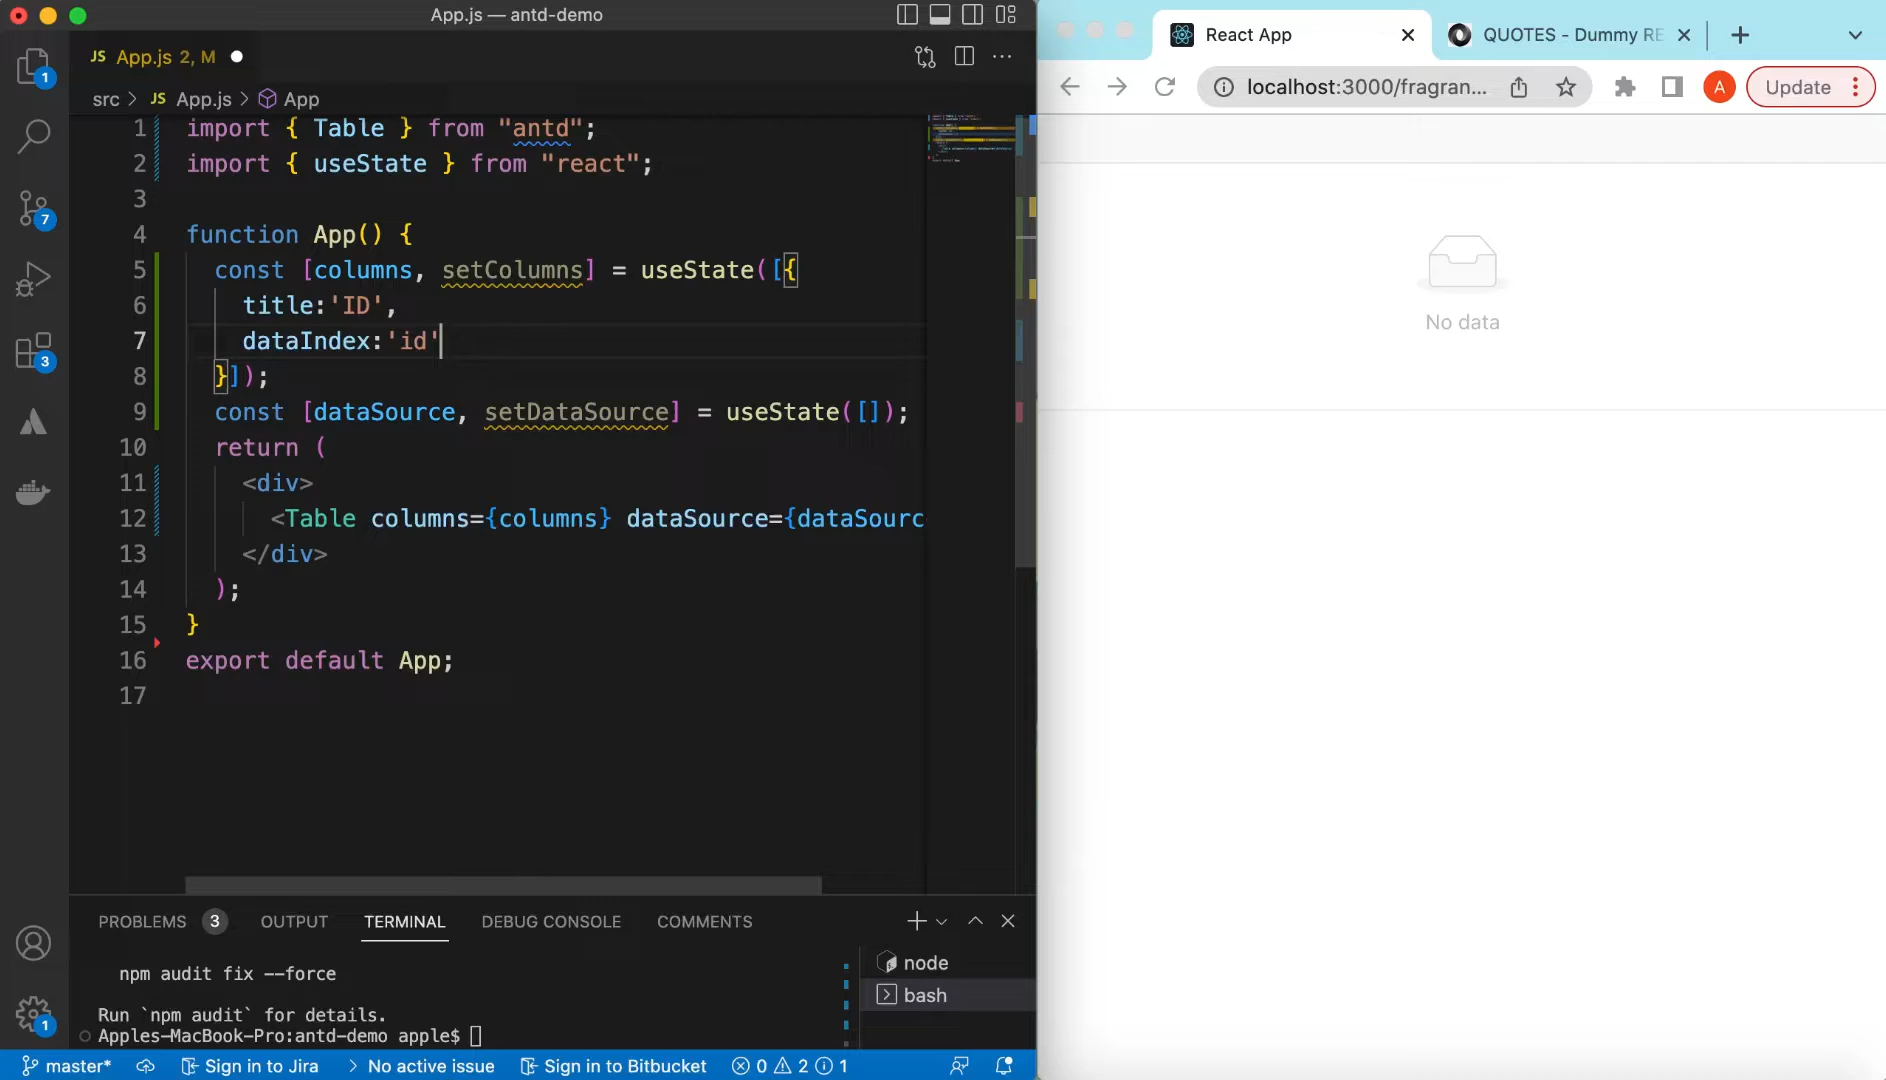 App.js — antd-demo
JS App.js 2, M
src > JS App.js > App
1 import { Table } from "antd";
2 import { useState } from "react";
3
4 function App() {
5 const [columns, setColumns] = useState([{
6 title:'ID',
7 dataIndex:'id'
8 }]);
9 const [dataSource, setDataSource] = useState([]);
10 return (
11 <div>
12 <Table columns={columns} dataSource={dataSourc
13 </div>
14 );
15 }
16 export default App;
17
1
7
3
1
PROBLEMS 3 OUTPUT TERMINAL DEBUG CONSOLE COMMENTS
npm audit fix --force
Run `npm audit` for details.
Apples-MacBook-Pro:antd-demo apple$
node
bash
master* Sign in to Jira > No active issue Sign in to Bitbucket 0 2 1
React App
QUOTES - Dummy RE
localhost:3000/fragran...
A
Update
No data